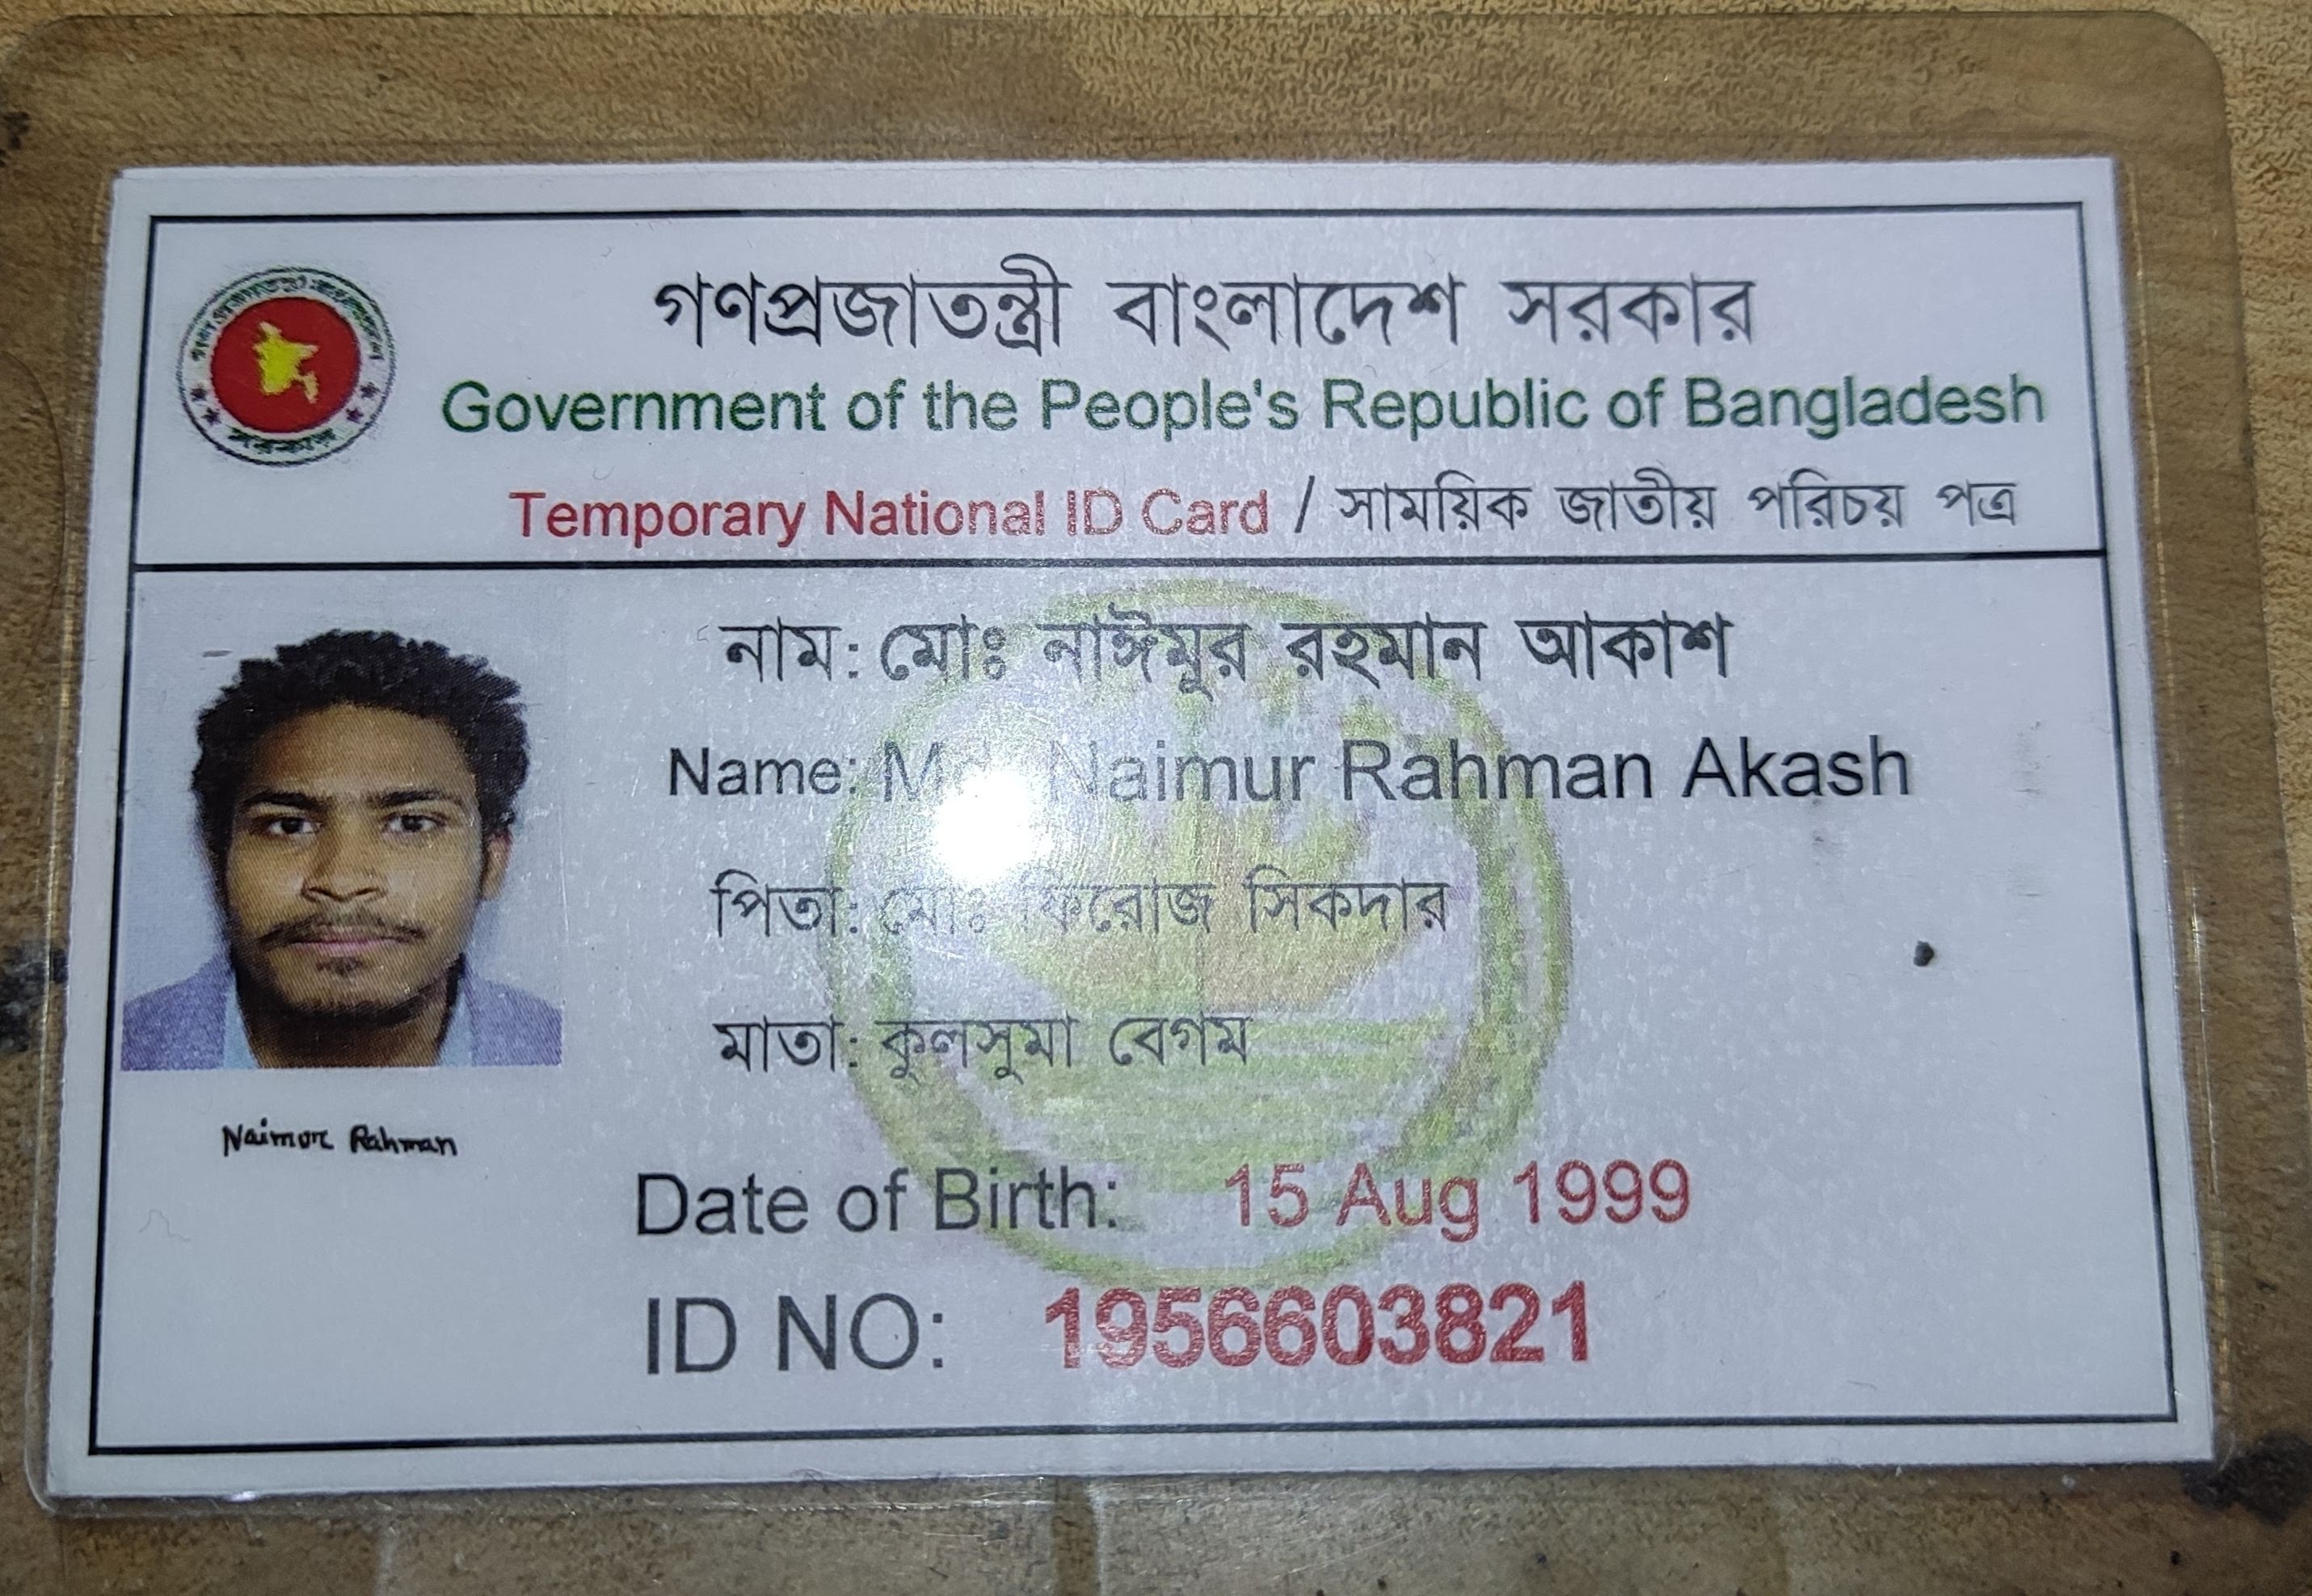 গণপ্রজাতন্ত্রী বাংলাদেশ সরকার
Government of the People's Republic of Bangladesh
Temporary National ID Card / সাময়িক জাতীয় পরিচয় পত্র
নাম: মোঃ নাঈমুর রহমান আকাশ
Name: Md. Naimur Rahman Akash
পিতা: মোঃ ফিরোজ সিকদার
মাতা: কুলসুমা বেগম
Naimur Rahman
Date of Birth: 15 Aug 1999
ID NO: 1956603821